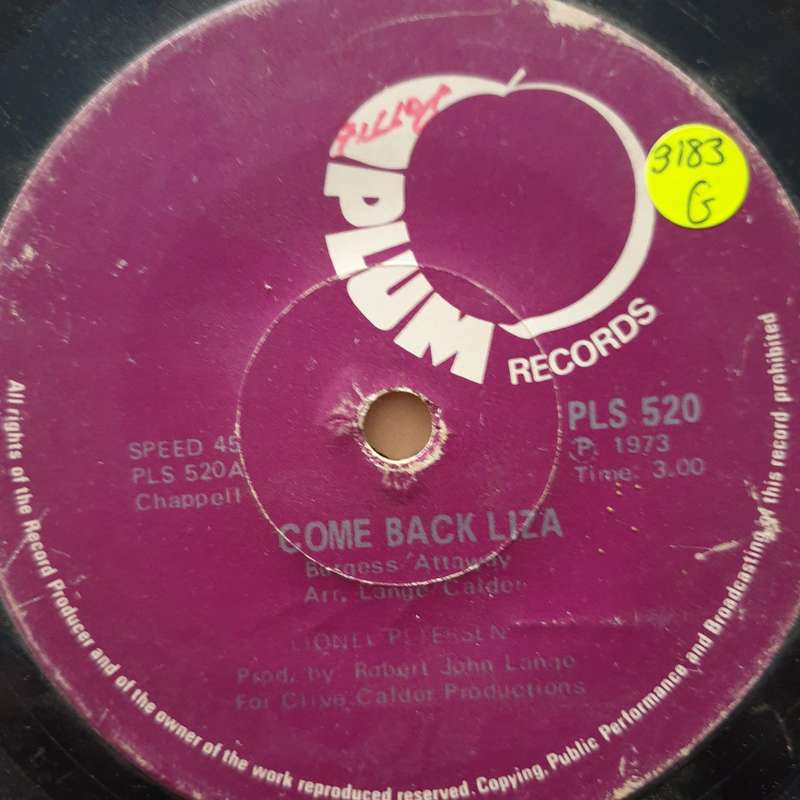 PLUM
RECORDS
3183
G
SPEED 45
PLS 520A
Chappell
PLS 520
Ⓟ 1973
Time: 3.00
COME BACK LIZA
Burgess Attaway
Arr. Lange Calder
LIONEL PETERSEN
Prod. by Robert John Lange
For Clive Calder Productions
All rights of the Record Producer and of the owner of the work reproduced reserved. Copying, Public Performance and Broadcasting of this record prohibited